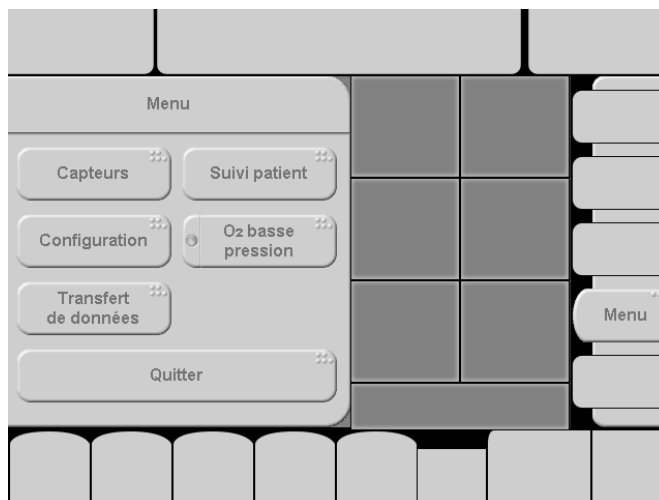 Menu
Capteurs
Suivi patient
Configuration
O₂ basse
pression
Transfert
de données
Menu
Quitter